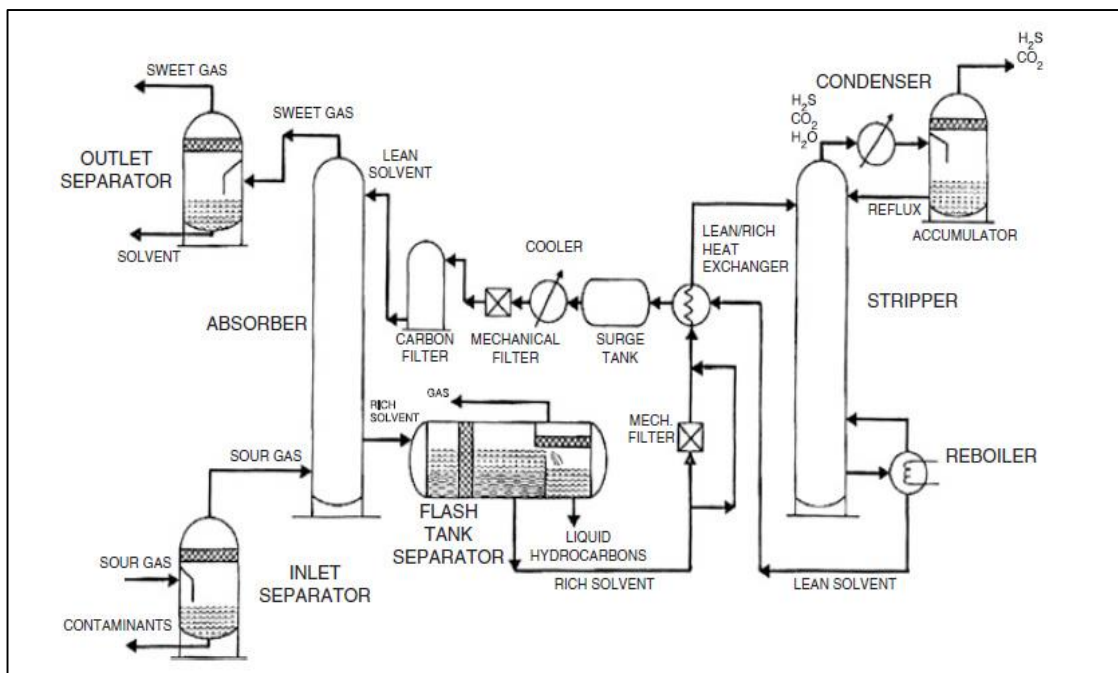 SWEET GAS
SWEET GAS
OUTLET
SEPARATOR
SOLVENT
LEAN
SOLVENT
ABSORBER
CARBON
FILTER
MECHANICAL
FILTER
COOLER
SURGE
TANK
LEAN/RICH
HEAT
EXCHANGER
H₂S
CO₂
H₂O
CONDENSER
H₂S
CO₂
REFLUX
ACCUMULATOR
STRIPPER
REBOILER
LEAN SOLVENT
MECH.
FILTER
RICH
SOLVENT
GAS
FLASH
TANK
SEPARATOR
LIQUID
HYDROCARBONS
RICH SOLVENT
SOUR GAS
SOUR GAS
INLET
SEPARATOR
CONTAMINANTS